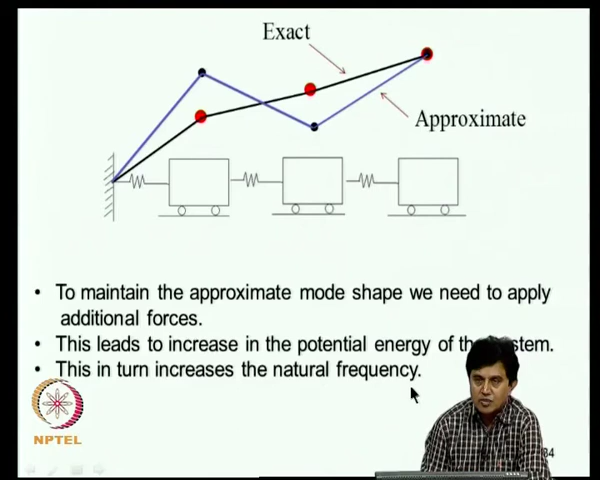 Exact
Approximate
• To maintain the approximate mode shape we need to apply
additional forces.
• This leads to increase in the potential energy of the system.
• This in turn increases the natural frequency.
NPTEL
34